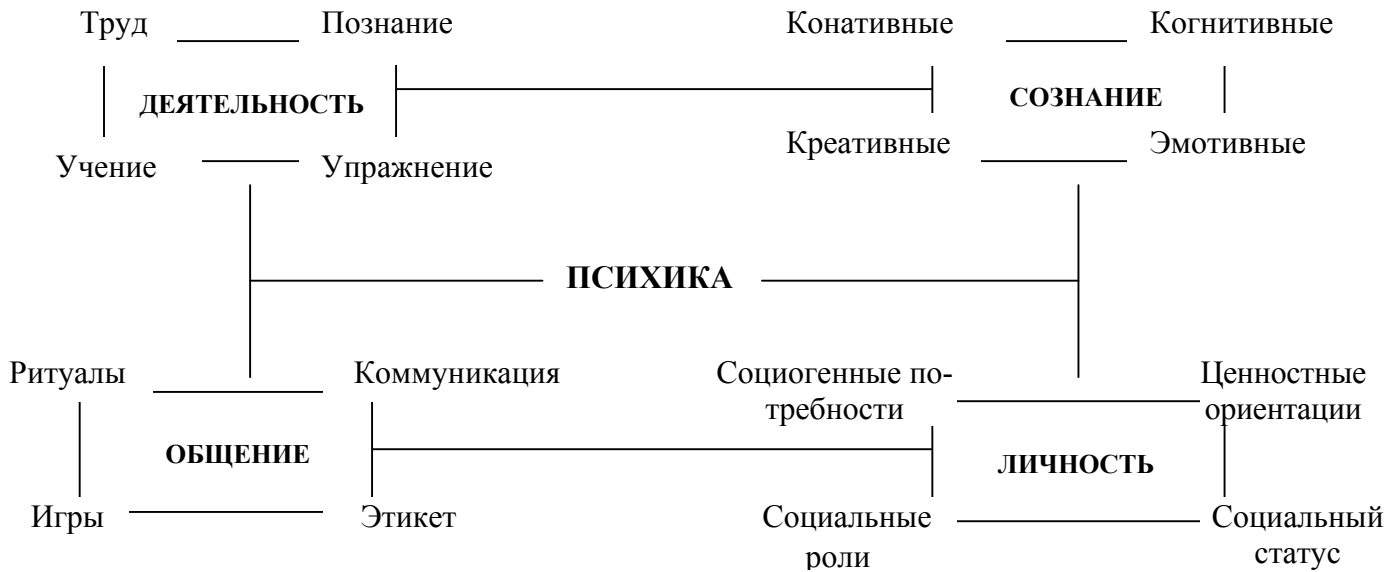 Труд Познание Конативные Когнитивные
ДЕЯТЕЛЬНОСТЬ СОЗНАНИЕ
Учение Упражнение Креативные Эмотивные
ПСИХИКА
Ритуалы Коммуникация Социогенные по- Ценностные
требности ориентации
ОБЩЕНИЕ ЛИЧНОСТЬ
Игры Этикет Социальные Социальный
роли статус